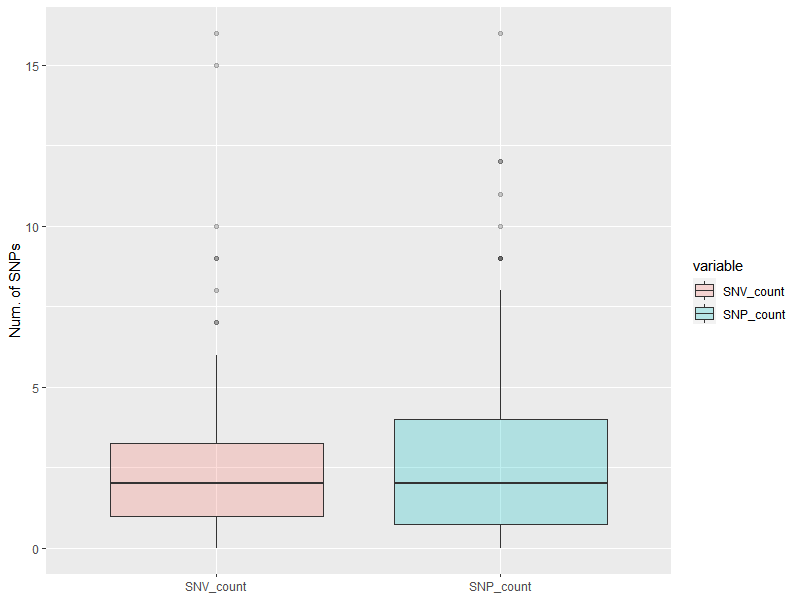 Num. of SNPs
15
10
5
0
SNV_count
SNP_count
variable
SNV_count
SNP_count